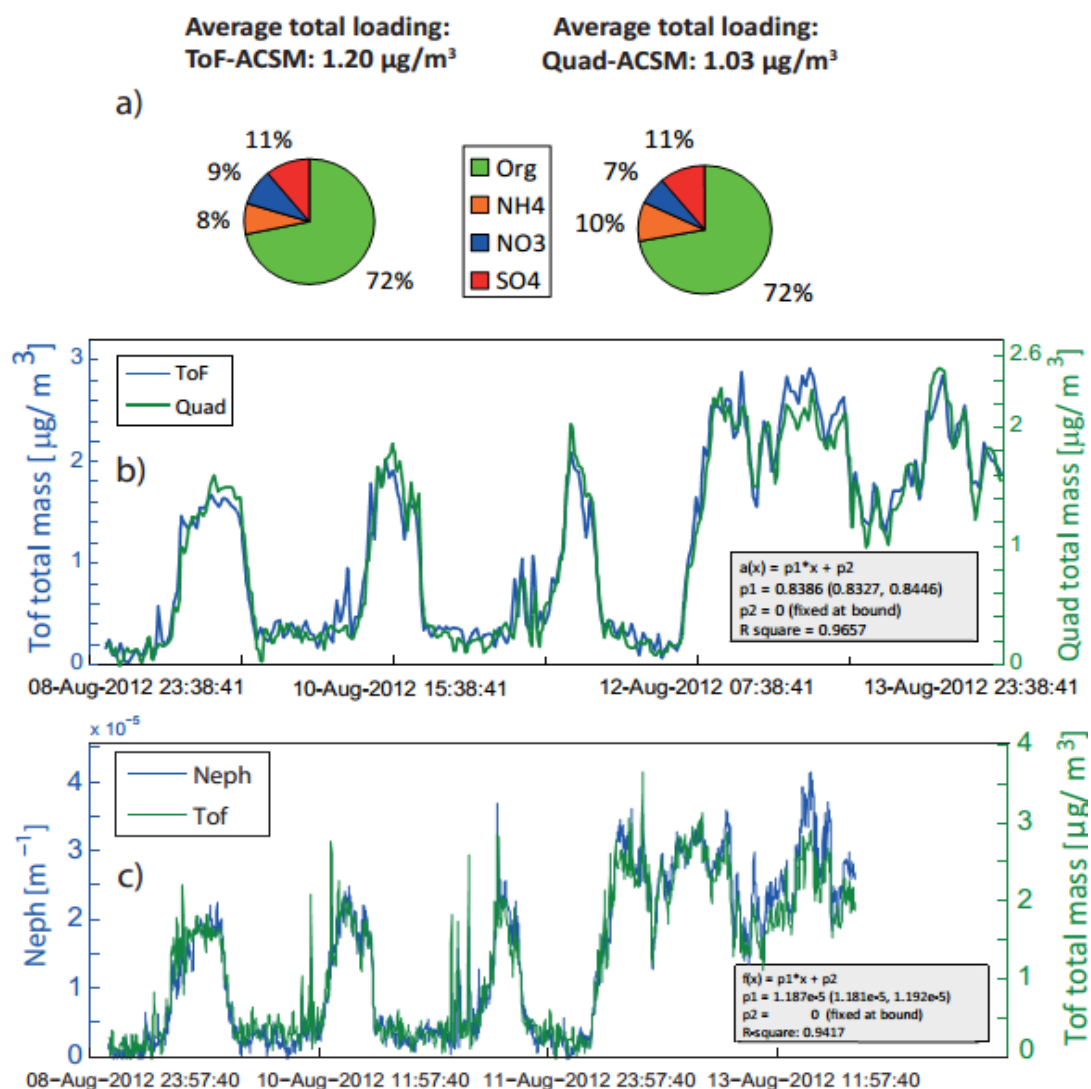 Average total loading:
ToF-ACSM: 1.20 µg/m³
Average total loading:
Quad-ACSM: 1.03 µg/m³
a)
11%
9%
8%
72%
Org
NH4
NO3
SO4
11%
7%
10%
72%
Tof total mass [µg/ m³]
3
2
1
0
ToF
Quad
b)
a(x) = p1*x + p2
p1 = 0.8386 (0.8327, 0.8446)
p2 = 0 (fixed at bound)
R square = 0.9657
2.6
2
1
0
Quad total mass [µg/ m³]
08-Aug-2012 23:38:41
10-Aug-2012 15:38:41
12-Aug-2012 07:38:41
13-Aug-2012 23:38:41
x 10⁻⁵
Neph [m⁻¹]
4
3
2
1
0
Neph
Tof
c)
f(x) = p1*x + p2
p1 = 1.187e-5 (1.181e-5, 1.192e-5)
p2 = 0 (fixed at bound)
R-square: 0.9417
4
3
2
1
0
Tof total mass [µg/ m³]
08-Aug-2012 23:57:40
10-Aug-2012 11:57:40
11-Aug-2012 23:57:40
13-Aug-2012 11:57:40